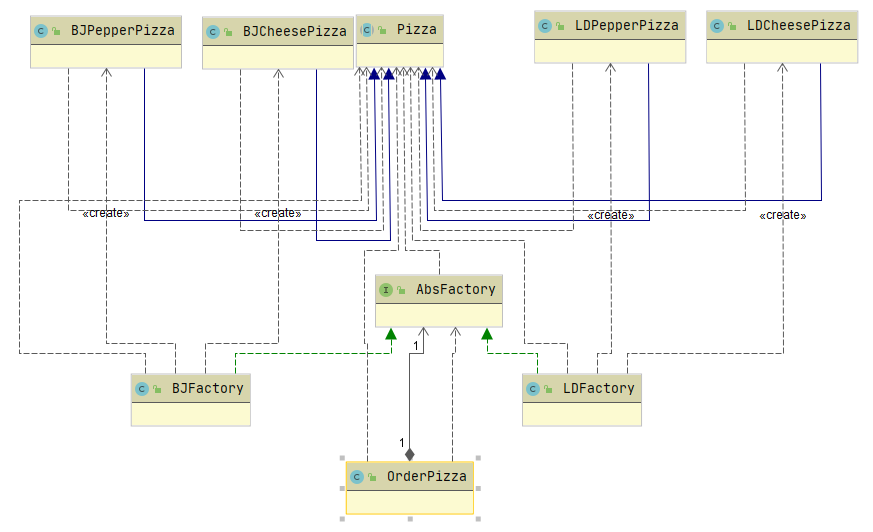 BJPepperPizza
BJCheesePizza
Pizza
LDPepperPizza
LDCheesePizza
«create»
«create»
«create»
«create»
I AbsFactory
1
C BJFactory
C LDFactory
1
C OrderPizza